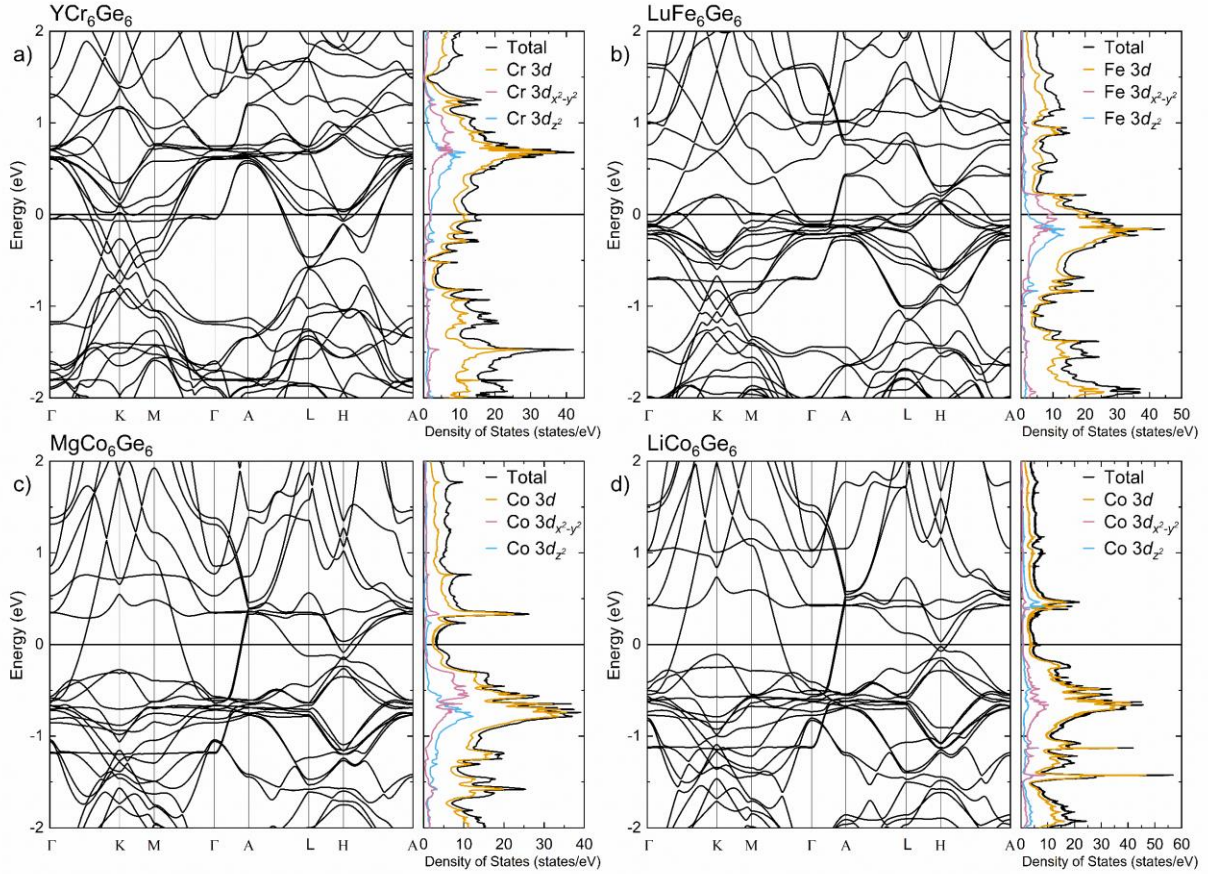 YCr₆Ge₆
a)
Energy (eV)
2
1
0
-1
-2
Γ K M Γ A L H A
Total
Cr 3d
Cr 3dx²-y²
Cr 3dz²
0 10 20 30 40
Density of States (states/eV)
LuFe₆Ge₆
b)
Energy (eV)
2
1
0
-1
-2
Γ K M Γ A L H A
Total
Fe 3d
Fe 3dx²-y²
Fe 3dz²
0 10 20 30 40 50
Density of States (states/eV)
MgCo₆Ge₆
c)
Energy (eV)
2
1
0
-1
-2
Γ K M Γ A L H A
Total
Co 3d
Co 3dx²-y²
Co 3dz²
0 10 20 30 40
Density of States (states/eV)
LiCo₆Ge₆
d)
Energy (eV)
2
1
0
-1
-2
Γ K M Γ A L H A
Total
Co 3d
Co 3dx²-y²
Co 3dz²
0 10 20 30 40 50 60
Density of States (states/eV)